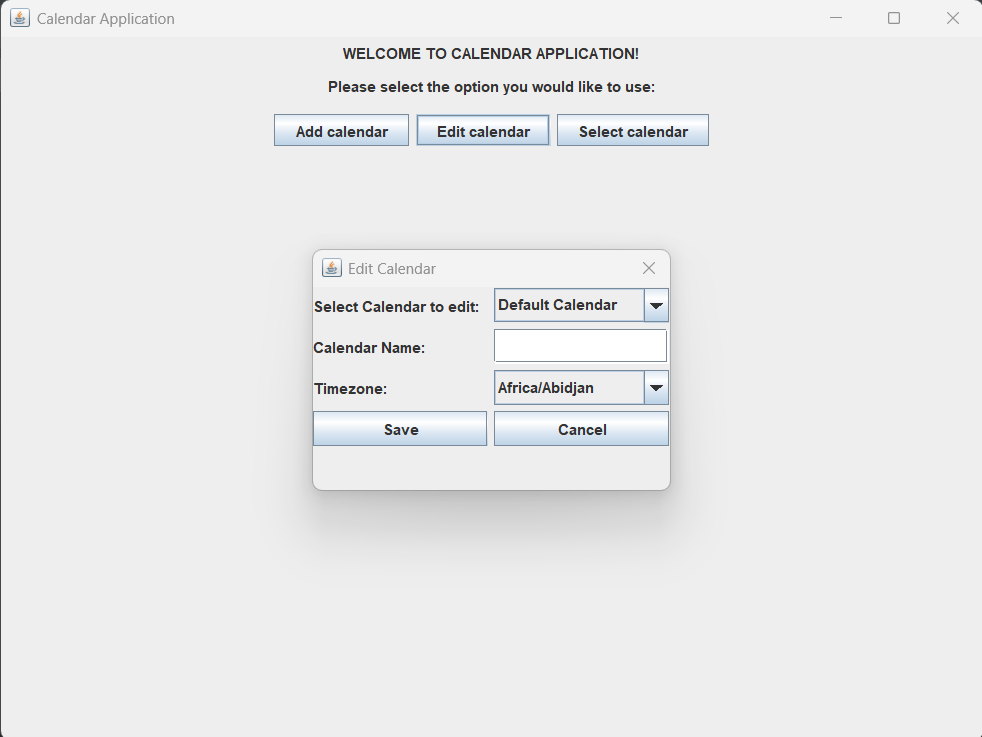 Calendar Application
WELCOME TO CALENDAR APPLICATION!
Please select the option you would like to use:
Add calendar Edit calendar Select calendar
Edit Calendar
Select Calendar to edit: Default Calendar
Calendar Name:
Timezone: Africa/Abidjan
Save Cancel